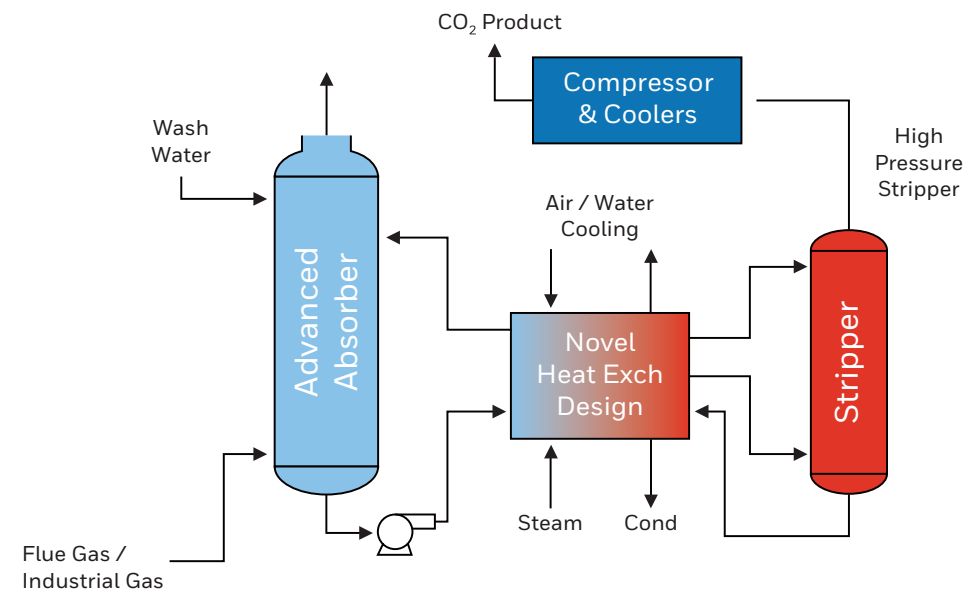 CO₂ Product
Compressor
& Coolers
Wash
Water
High
Pressure
Stripper
Air / Water
Cooling
Advanced
Absorber
Novel
Heat Exch
Design
Stripper
Steam
Cond
Flue Gas /
Industrial Gas